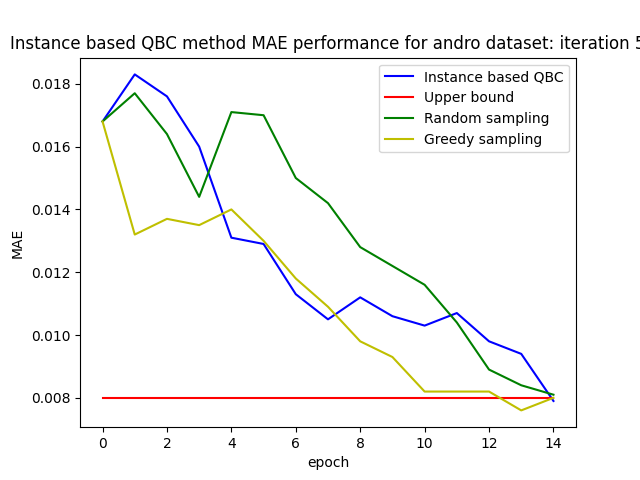 Instance based QBC method MAE performance for andro dataset: iteration 5
Instance based QBC
Upper bound
Random sampling
Greedy sampling
MAE
0.018
0.016
0.014
0.012
0.010
0.008
0 2 4 6 8 10 12 14
epoch